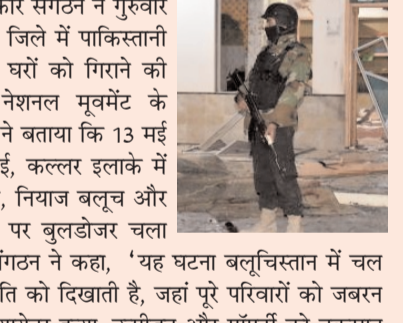 संगठन ने गुरुवार
जिले में पाकिस्तानी
घरों को गिराने की
नेशनल मूवमेंट के
ने बताया कि 13 मई
ई, कल्लर इलाके में
, नियाज बलूच और
पर बुलडोजर चला
संगठन ने कहा, ‘यह घटना बलूचिस्तान में चल
ति को दिखाती है, जहां पूरे परिवारों को जबरन